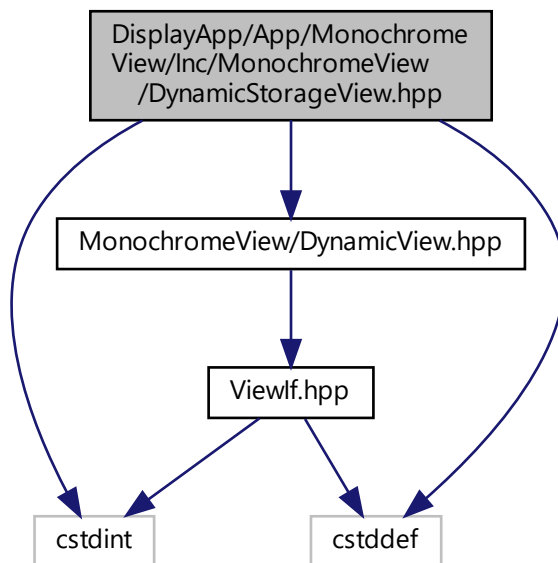 DisplayApp/App/Monochrome
View/Inc/MonochromeView
/DynamicStorageView.hpp
MonochromeView/DynamicView.hpp
ViewIf.hpp
cstdint
cstddef